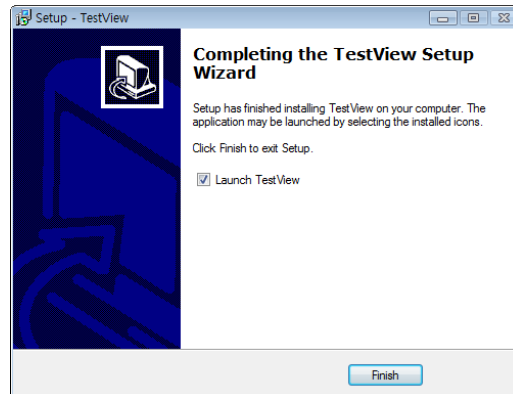 Setup - TestView
Completing the TestView Setup
Wizard
Setup has finished installing TestView on your computer. The
application may be launched by selecting the installed icons.
Click Finish to exit Setup.
Launch TestView
Finish